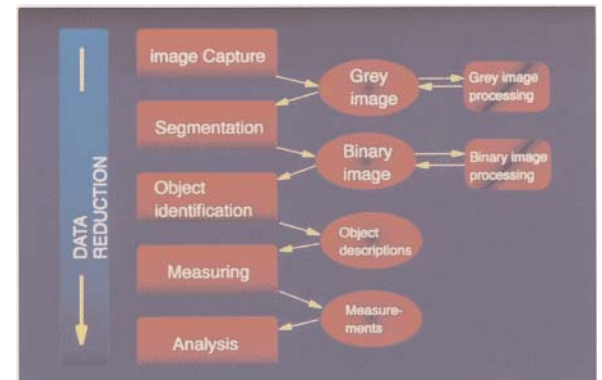 image Capture
Grey
image
Grey image
processing
Segmentation
Binary
image
Binary image
processing
Object
identification
Object
descriptions
Measuring
Measure-
ments
Analysis
DATA
REDUCTION